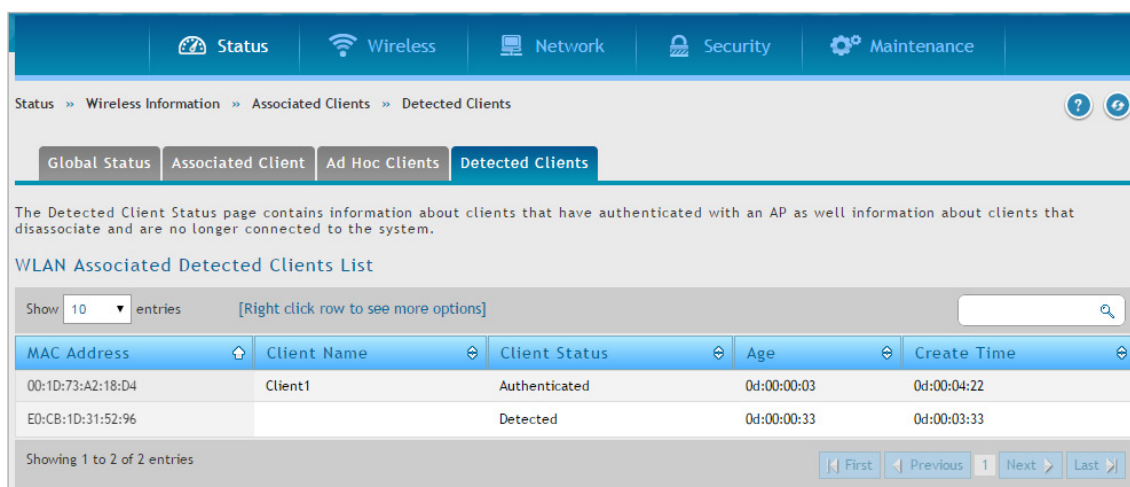 Status Wireless Network Security Maintenance
Status » Wireless Information » Associated Clients » Detected Clients
?
Global Status Associated Client Ad Hoc Clients Detected Clients
The Detected Client Status page contains information about clients that have authenticated with an AP as well information about clients that
disassociate and are no longer connected to the system.
WLAN Associated Detected Clients List
Show 10 entries [Right click row to see more options]
MAC Address Client Name Client Status Age Create Time
00:1D:73:A2:18:D4 Client1 Authenticated 0d:00:00:03 0d:00:04:22
E0:CB:1D:31:52:96 Detected 0d:00:00:33 0d:00:03:33
Showing 1 to 2 of 2 entries First Previous 1 Next Last